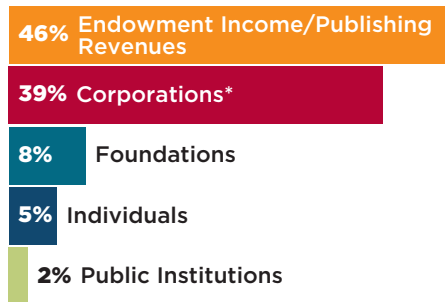 46% Endowment Income/Publishing
Revenues
39% Corporations*
8% Foundations
5% Individuals
2% Public Institutions